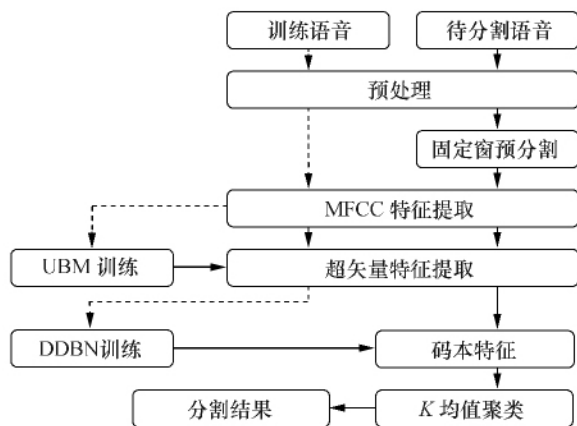 训练语音
待分割语音
预处理
固定窗预分割
MFCC 特征提取
UBM 训练
超矢量特征提取
DDBN训练
码本特征
分割结果
K 均值聚类